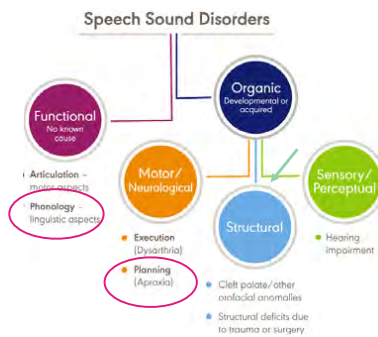 Speech Sound Disorders
Functional
No known
cause
Organic
Developmental or
acquired
Articulation –
motor aspects
Phonology –
linguistic aspects
Motor/
Neurological
Structural
Sensory/
Perceptual
Execution
(Dysarthria)
Planning
(Apraxia)
Cleft palate/other
orofacial anomalies
Structural deficits due
to trauma or surgery
Hearing
impairment